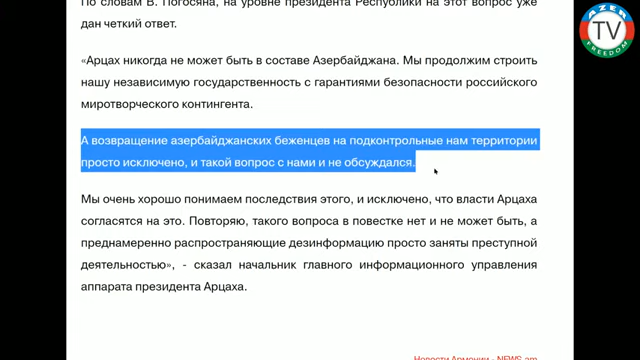 По словам В. Погосяна, на уровне президента Республики на этот вопрос уже
дан четкий ответ.
«Арцах никогда не может быть в составе Азербайджана. Мы продолжим строить
нашу независимую государственность с гарантиями безопасности российского
миротворческого контингента.
А возвращение азербайджанских беженцев на подконтрольные нам территории
просто исключено, и такой вопрос с нами и не обсуждался.
Мы очень хорошо понимаем последствия этого, и исключено, что власти Арцаха
согласятся на это. Повторяю, такого вопроса в повестке нет и не может быть, а
преднамеренно распространяющие дезинформацию просто заняты преступной
деятельностью», - сказал начальник главного информационного управления
аппарата президента Арцаха.
Новости Армении - NEWS.am
AZER
TV
FREEDOM